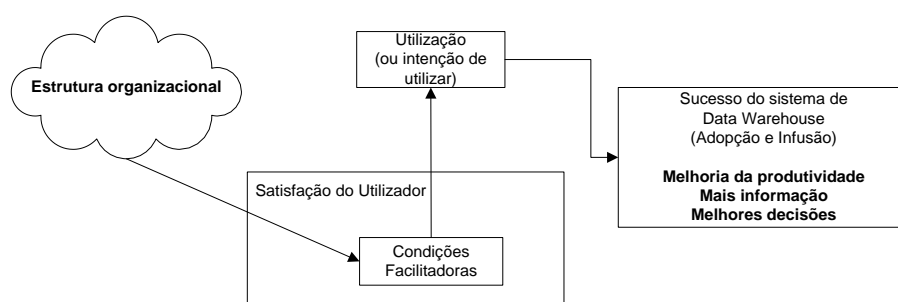 Estrutura organizacional
Utilização
(ou intenção de
utilizar)
Sucesso do sistema de
Data Warehouse
(Adopção e Infusão)
Melhoria da produtividade
Mais informação
Melhores decisões
Satisfação do Utilizador
Condições
Facilitadoras